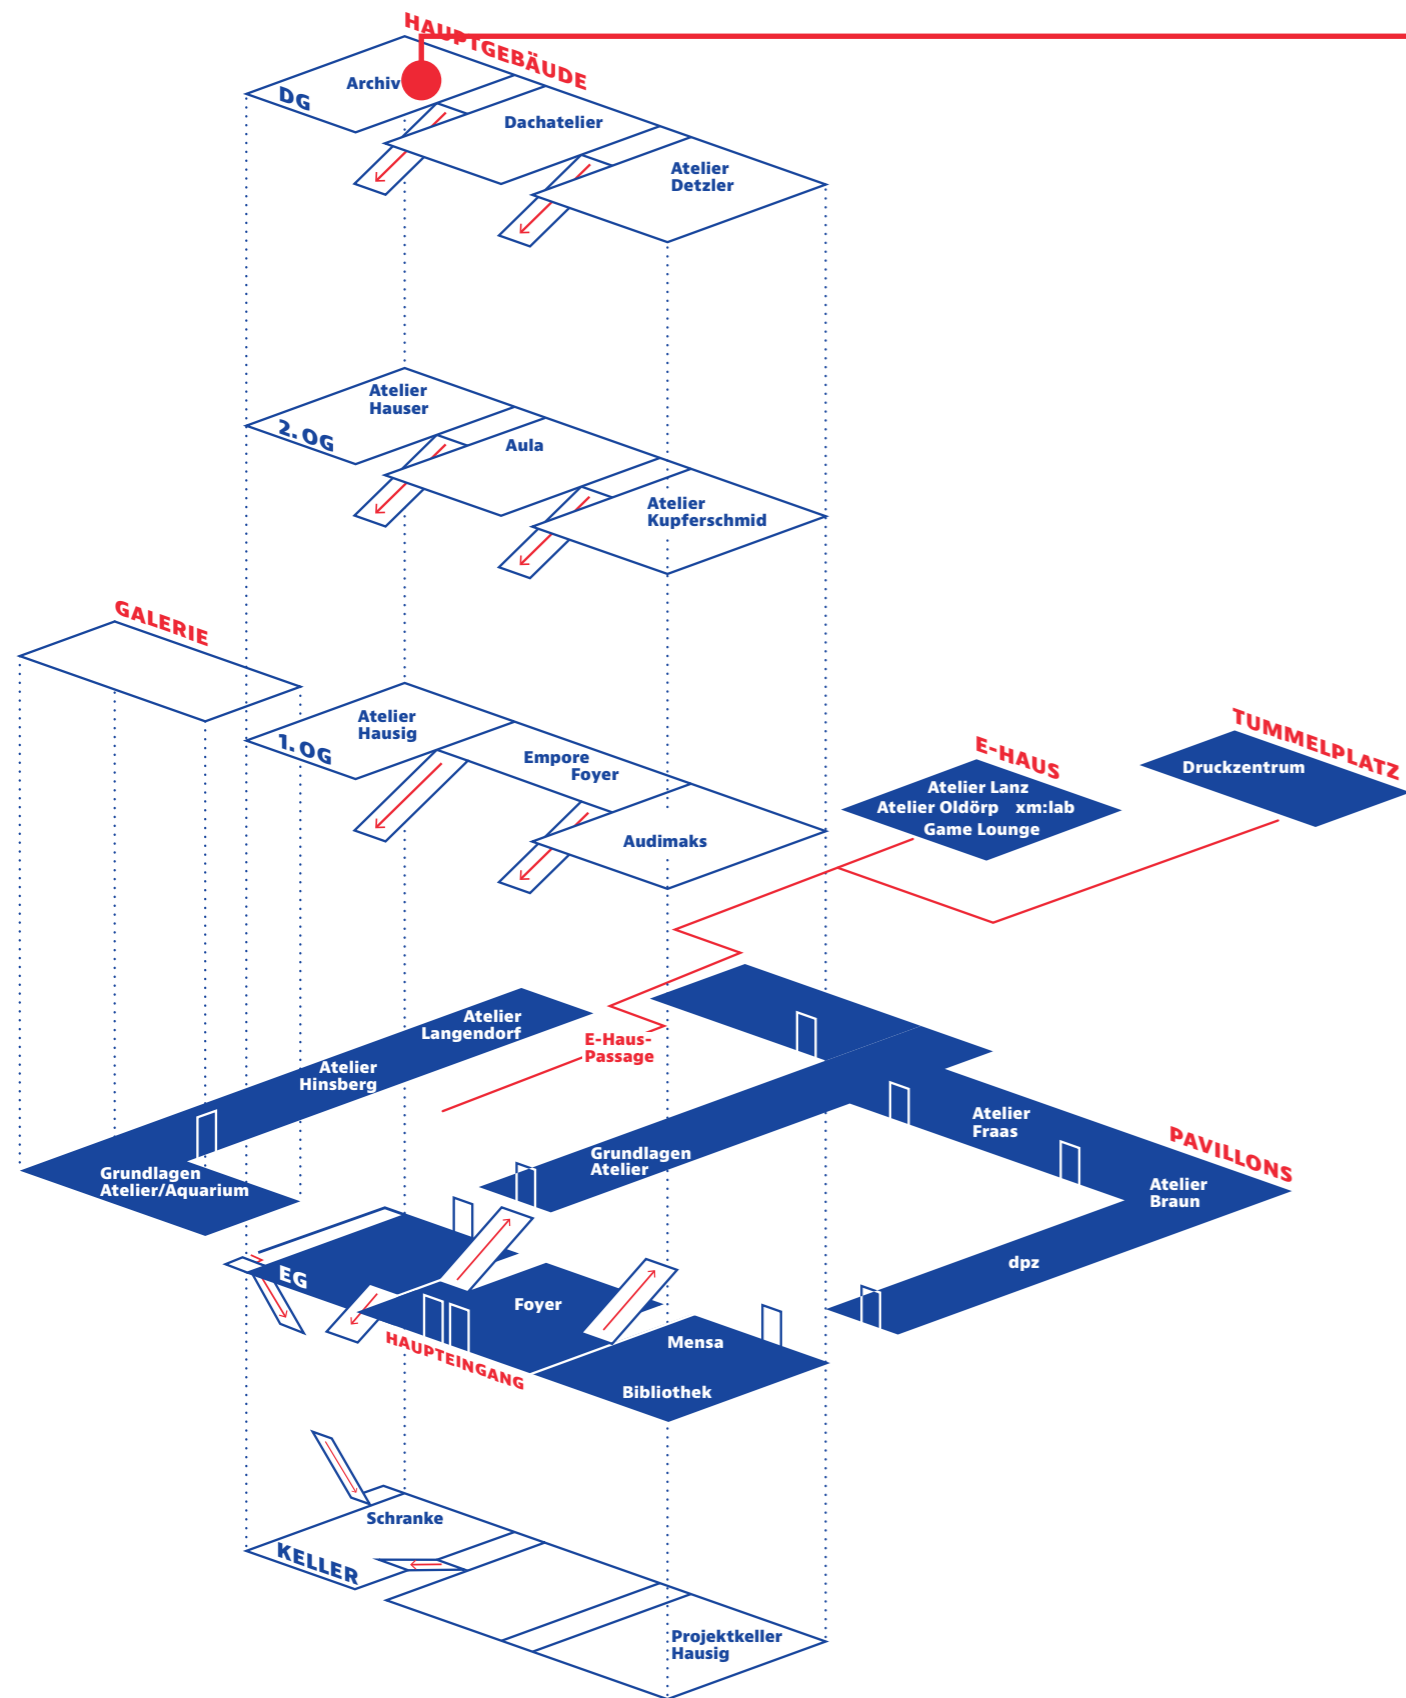 HAUPTGEBÄUDE
Archiv
DG
Dachatelier
Atelier
Detzler
Atelier
Hauser
2. OG
Aula
Atelier
Kupferschmid
GALERIE
Atelier
Hausig
1. OG
Empore
Foyer
Audimaks
E-HAUS
Atelier Lanz
Atelier Oldörp xm:lab
Game Lounge
TUMMELPLATZ
Druckzentrum
Atelier
Langendorf
Atelier
Hinsberg
E-Haus-
Passage
Grundlagen
Atelier/Aquarium
Grundlagen
Atelier
Atelier
Fraas
PAVILLONS
Atelier
Braun
dpz
EG
Foyer
HAUPTEINGANG
Mensa
Bibliothek
Schranke
KELLER
Projektkeller
Hausig